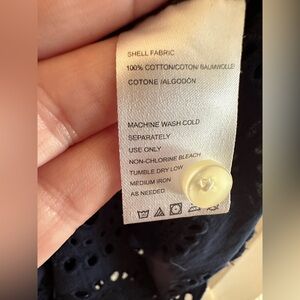 SHELL FABRIC
100% COTTON/COTON/ BAUMWOLLE/
COTONE /ALGODÓN
MACHINE WASH COLD
SEPARATELY
USE ONLY
NON-CHLORINE BLEACH
TUMBLE DRY LOW
MEDIUM IRON
AS NEEDED